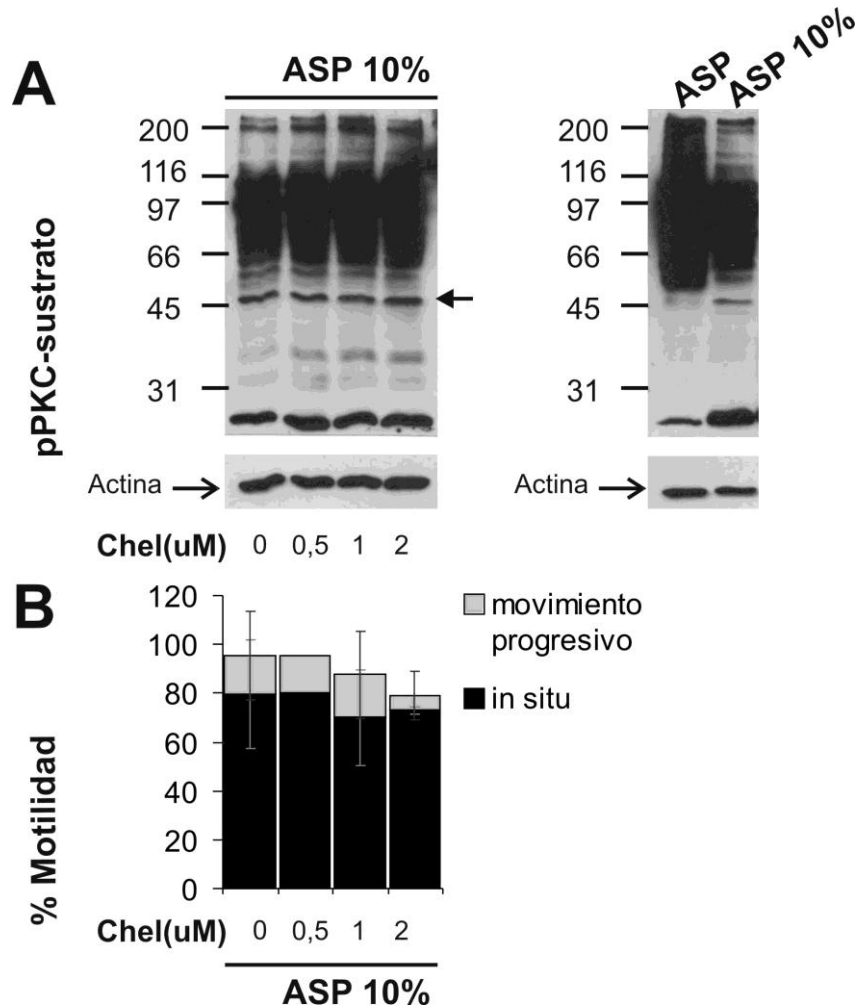 A
ASP 10%
ASP
ASP 10%
pPKC-sustrato
200
116
97
66
45
31
200
116
97
66
45
31
Actina
Actina
Chel(uM) 0 0,5 1 2
B
% Motilidad
120
100
80
60
40
20
0
movimiento
progresivo
in situ
Chel(uM) 0 0,5 1 2
ASP 10%